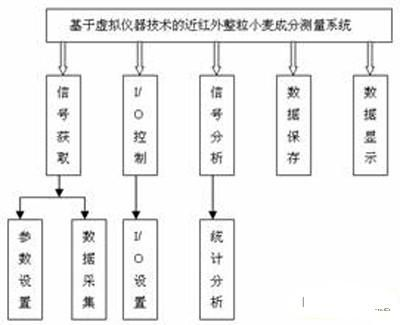 基于虚拟仪器技术的近红外整粒小麦成分测量系统
信号获取
I/O控制
信号分析
数据保存
数据显示
参数设置
数据采集
I/O设置
统计分析